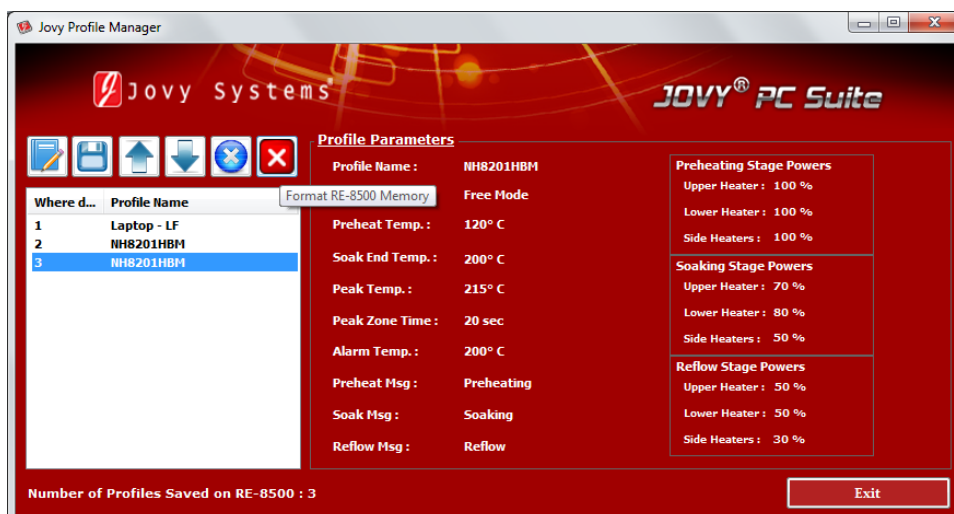 Jovy Profile Manager
Jovy Systems
JOVY® PC Suite
Profile Parameters
Format RE-8500 Memory
Where d... Profile Name
1 Laptop - LF
2 NH8201HBM
3 NH8201HBM
Profile Name : NH8201HBM
Free Mode
Preheat Temp. : 120° C
Soak End Temp. : 200° C
Peak Temp. : 215° C
Peak Zone Time : 20 sec
Alarm Temp. : 200° C
Preheat Msg : Preheating
Soak Msg : Soaking
Reflow Msg : Reflow
Preheating Stage Powers
Upper Heater : 100 %
Lower Heater : 100 %
Side Heaters : 100 %
Soaking Stage Powers
Upper Heater : 70 %
Lower Heater : 80 %
Side Heaters : 50 %
Reflow Stage Powers
Upper Heater : 50 %
Lower Heater : 50 %
Side Heaters : 30 %
Number of Profiles Saved on RE-8500 : 3
Exit